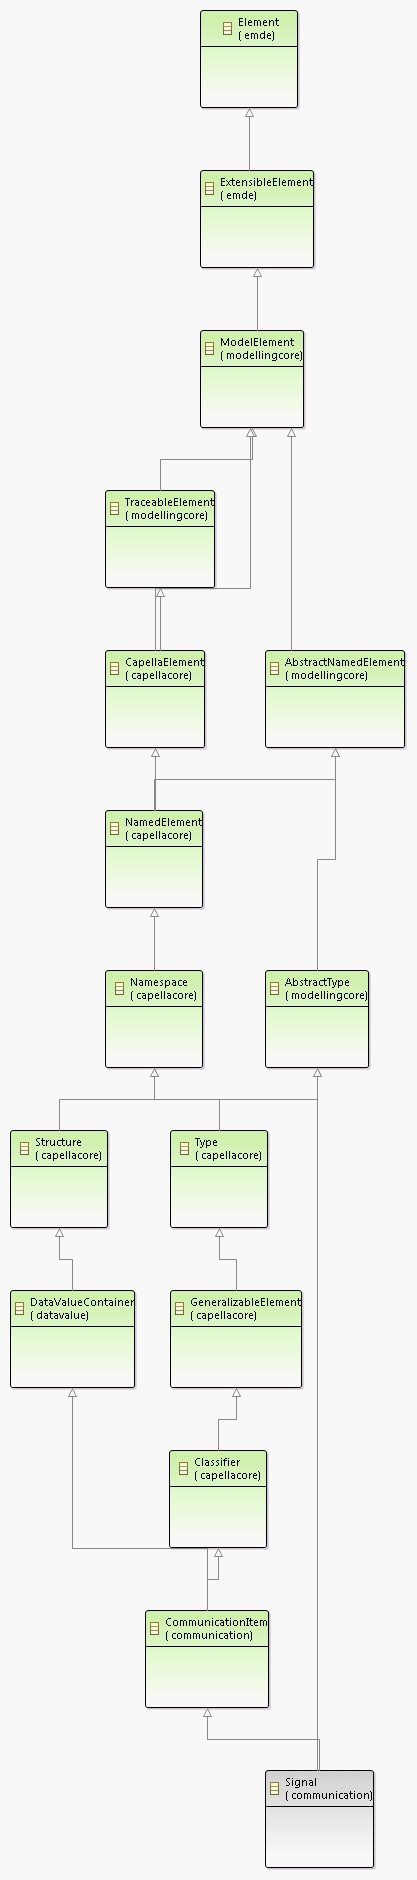 Element
( emde)
ExtensibleElement
( emde)
ModelElement
( modellingcore)
TraceableElement
( modellingcore)
CapellaElement
( capellacore)
AbstractNamedElement
( modellingcore)
NamedElement
( capellacore)
Namespace
( capellacore)
AbstractType
( modellingcore)
Structure
( capellacore)
Type
( capellacore)
DataValueContainer
( datavalue)
GeneralizableElement
( capellacore)
Classifier
( capellacore)
CommunicationItem
( communication)
Signal
( communication)